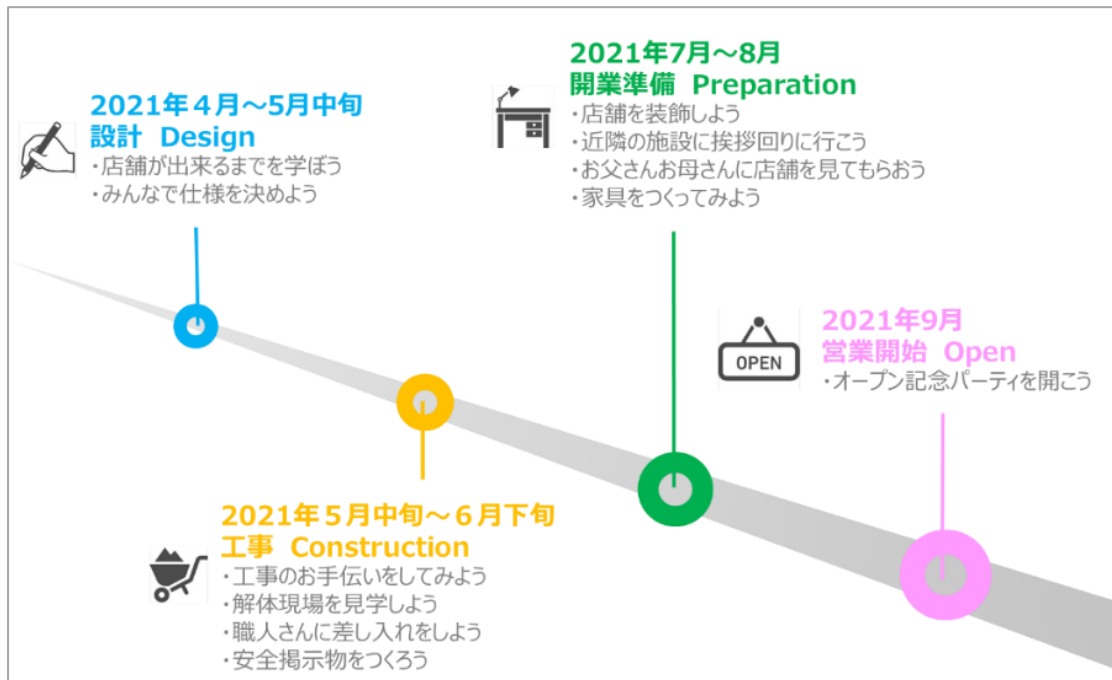 2021年４月～5月中旬
設計 Design
・店舗が出来るまでを学ぼう
・みんなで仕様を決めよう
2021年５月中旬～６月下旬
工事 Construction
・工事のお手伝いをしてみよう
・解体現場を見学しよう
・職人さんに差し入れをしよう
・安全掲示物をつくろう
2021年7月～8月
開業準備 Preparation
・店舗を装飾しよう
・近隣の施設に挨拶回りに行こう
・お父さんお母さんに店舗を見てもらおう
・家具をつくってみよう
OPEN
2021年9月
営業開始 Open
・オープン記念パーティを開こう